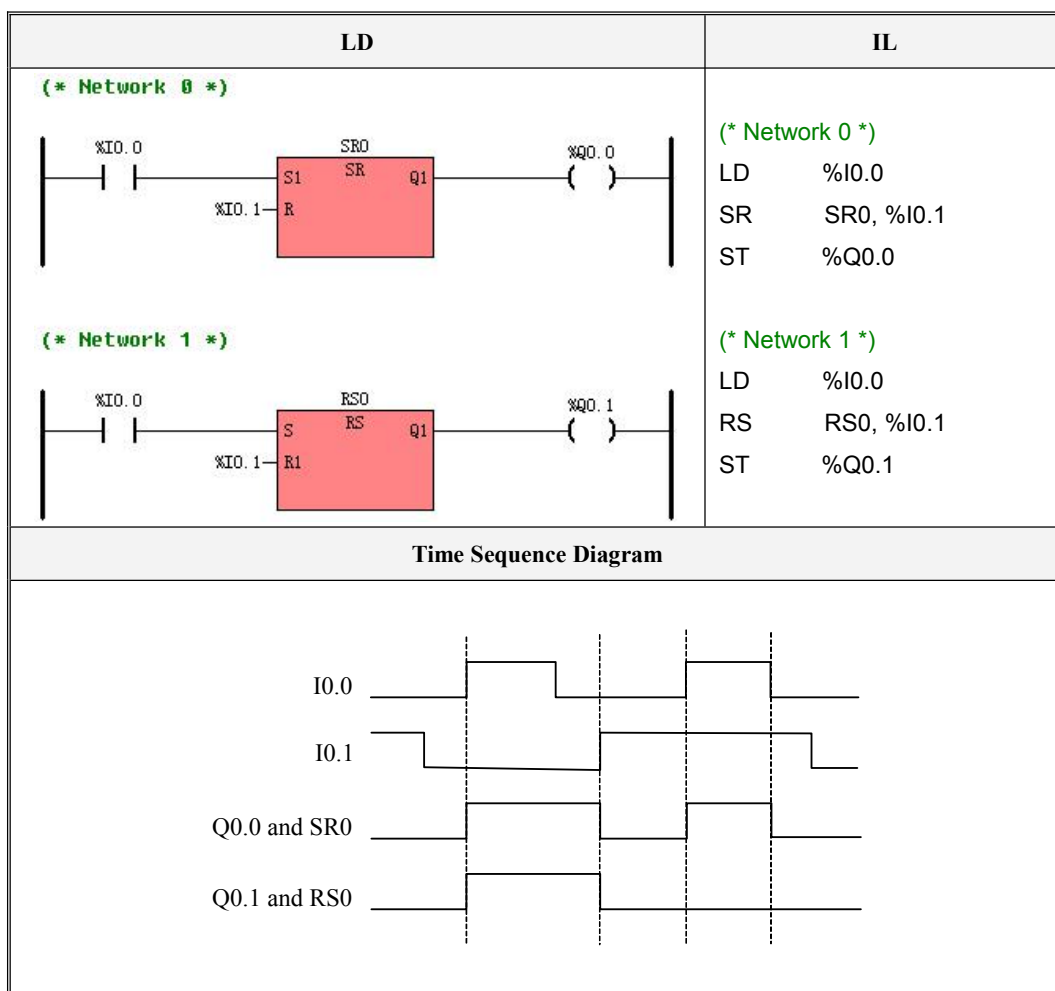 LD
IL
(* Network 0 *)
%I0.0
SR0
SR
%Q0.0
S1
Q1
%I0.1
R
(* Network 0 *)
LD %I0.0
SR SR0, %I0.1
ST %Q0.0
(* Network 1 *)
%I0.0
RS0
RS
%Q0.1
S
Q1
%I0.1
R1
(* Network 1 *)
LD %I0.0
RS RS0, %I0.1
ST %Q0.1
Time Sequence Diagram
I0.0
I0.1
Q0.0 and SR0
Q0.1 and RS0